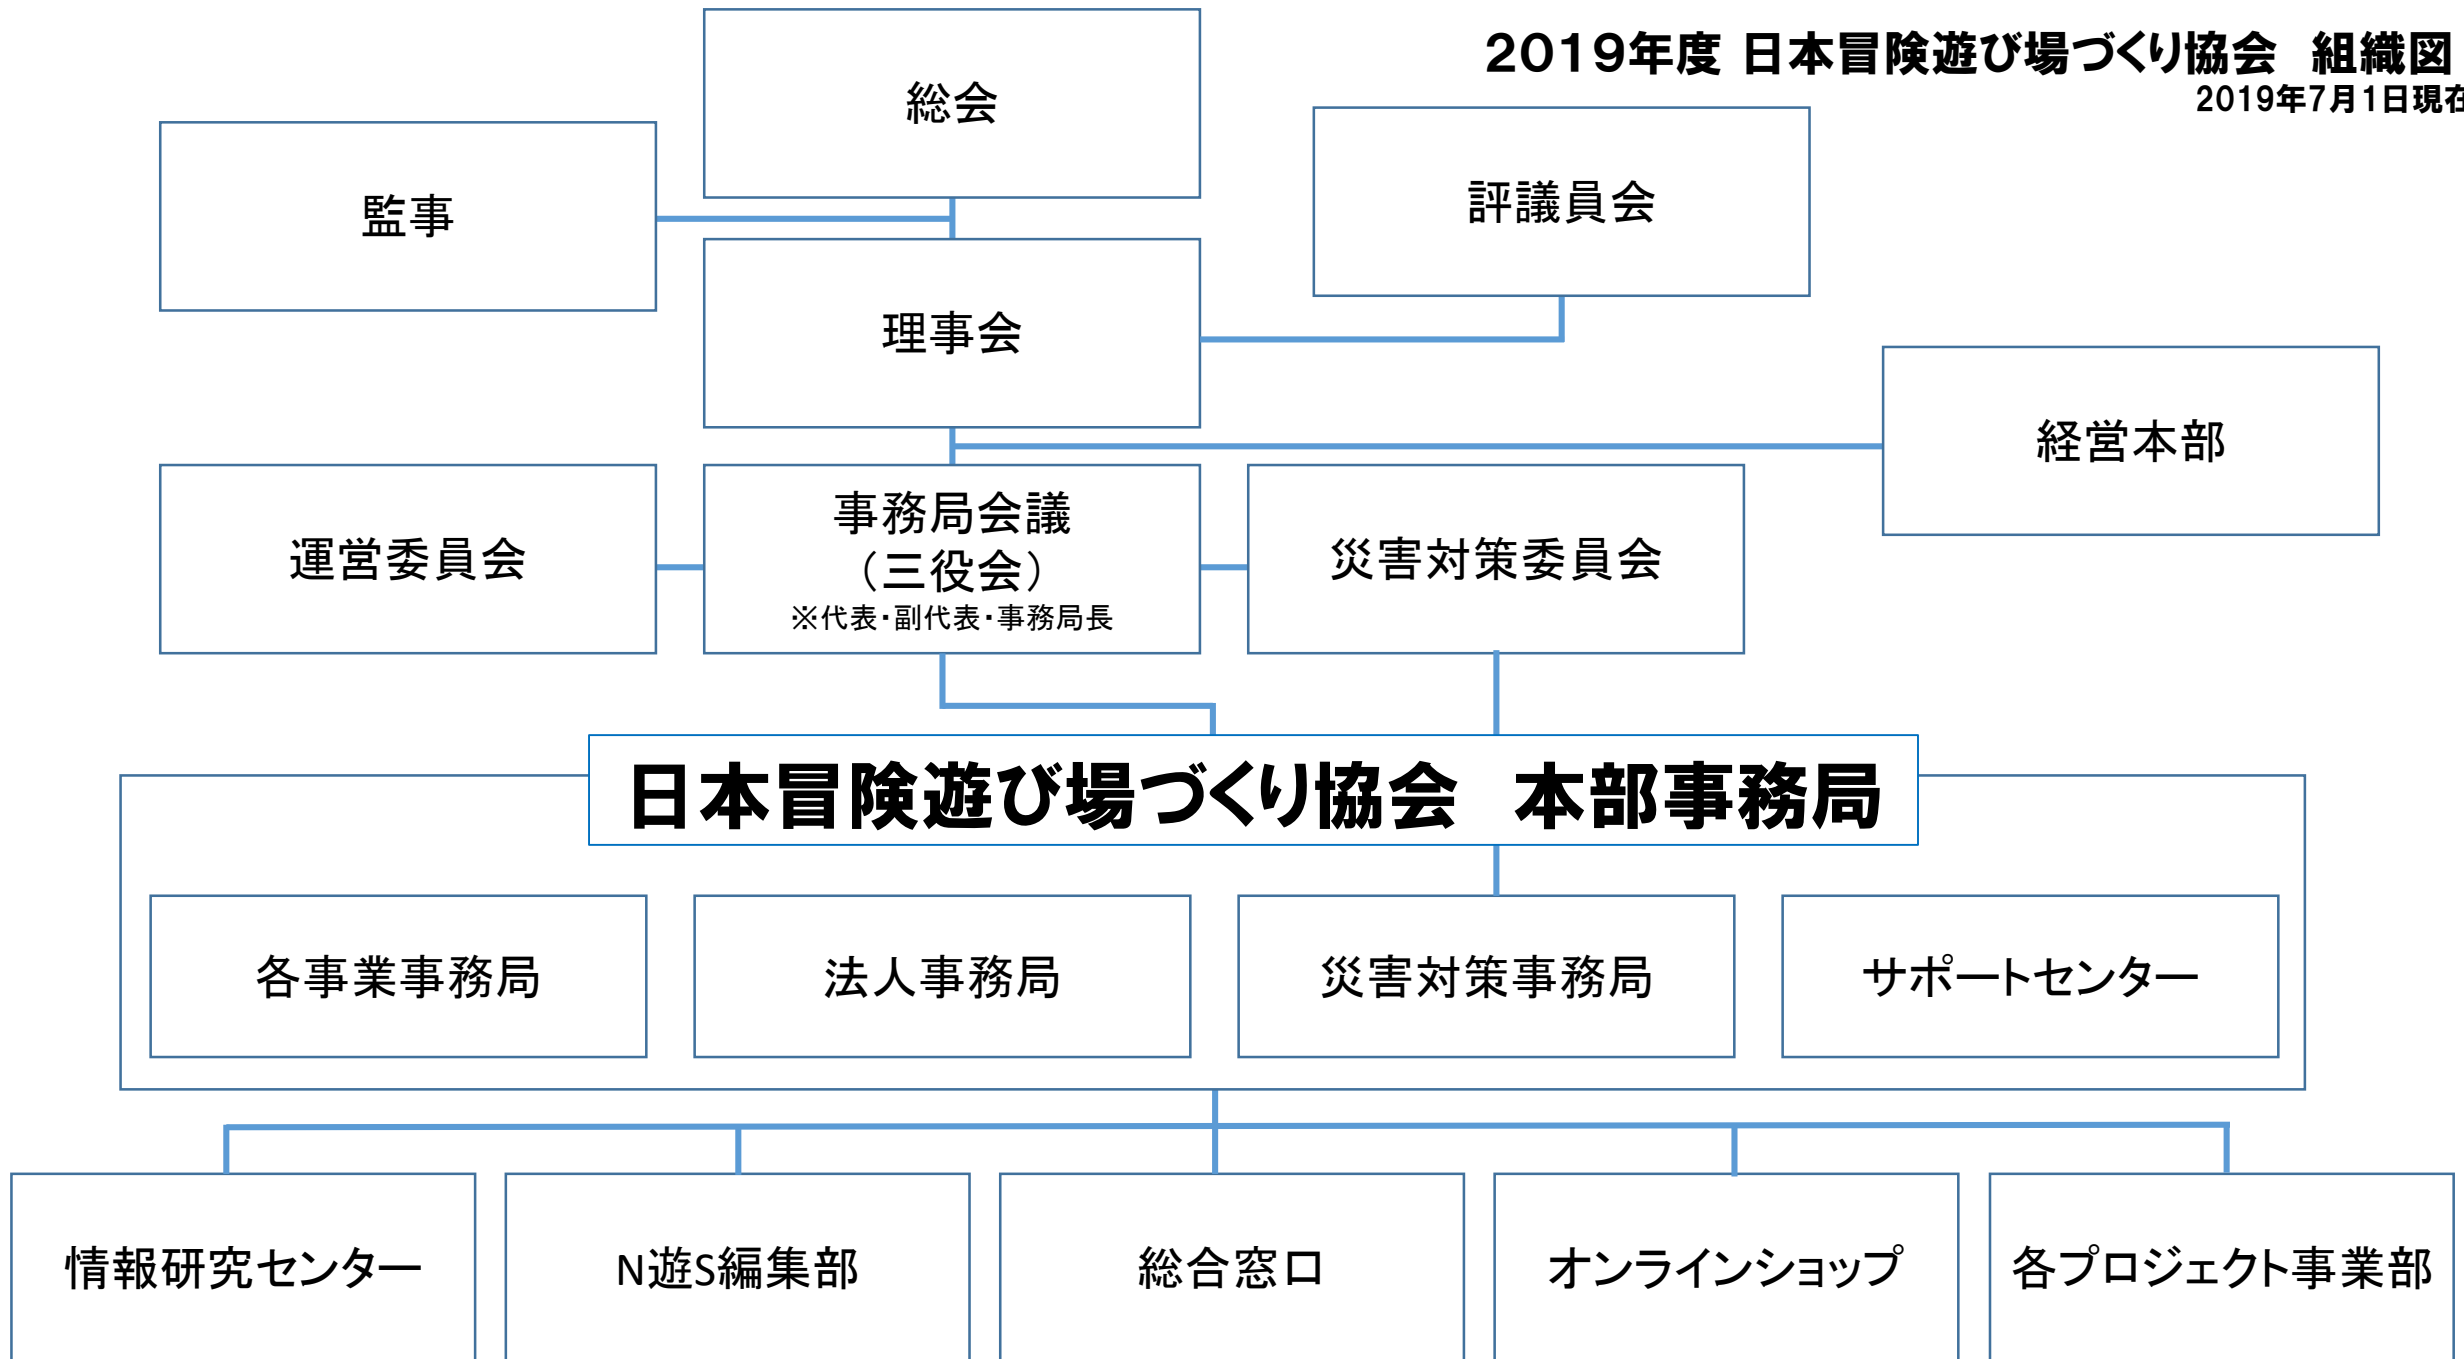 2019年度 日本冒険遊び場づくり協会　組織図
2019年7月1日現在
総会
監事
評議員会
理事会
経営本部
運営委員会
事務局会議
（三役会）
※代表・副代表・事務局長
災害対策委員会
日本冒険遊び場づくり協会　本部事務局
各事業事務局
法人事務局
災害対策事務局
サポートセンター
情報研究センター
N遊S編集部
総合窓口
オンラインショップ
各プロジェクト事業部